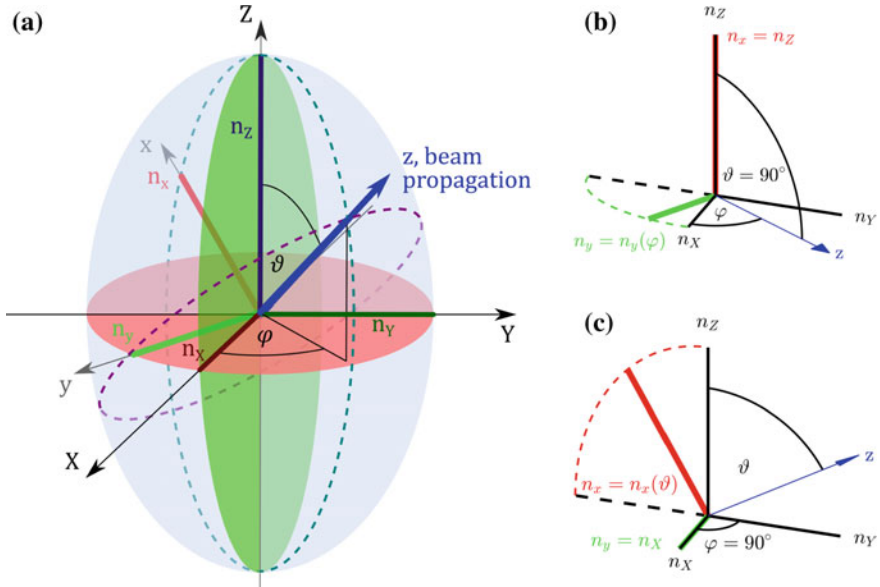 (a)
Z
n_Z
x
n_x
z, beam
propagation
ϑ
n_y
n_X
φ
n_Y
Y
y
X
(b)
n_Z
n_x = n_Z
ϑ = 90°
φ
n_Y
n_y = n_y(φ)
n_X
z
(c)
n_Z
z
ϑ
n_x = n_x(ϑ)
n_y = n_X
φ = 90°
n_Y
n_X